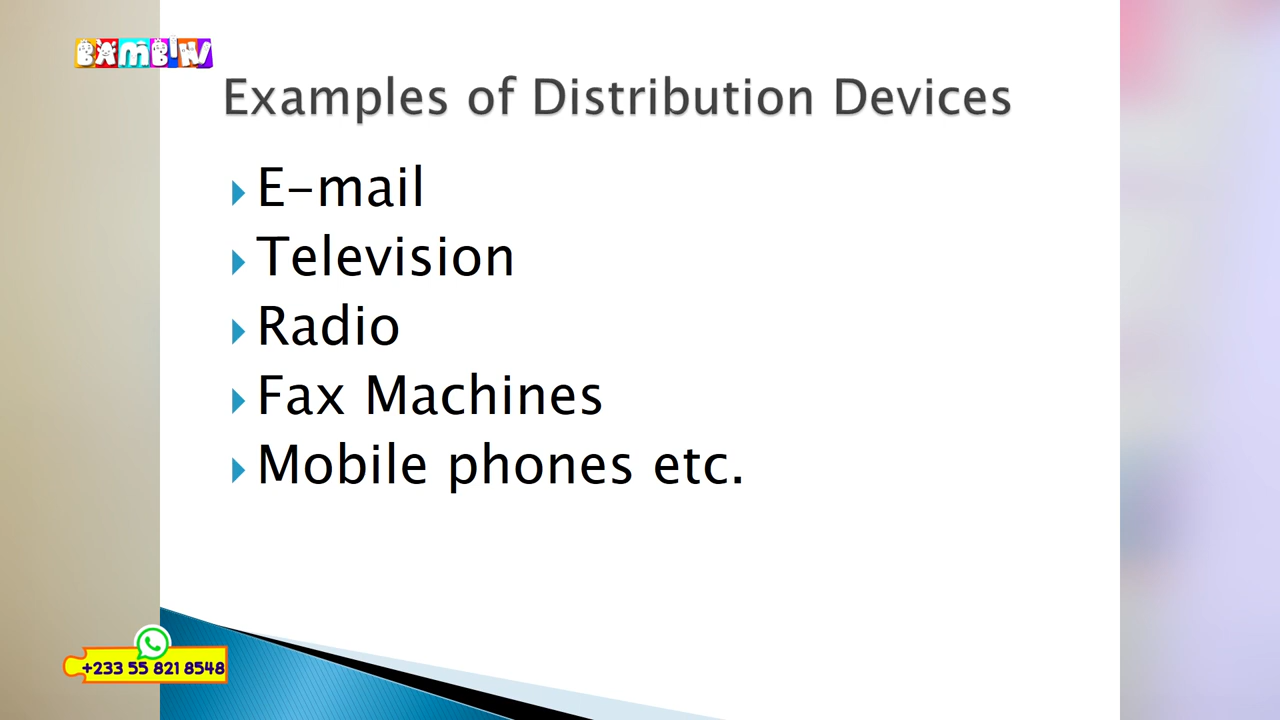 BAMBINI
Examples of Distribution Devices
E-mail
Television
Radio
Fax Machines
Mobile phones etc.
+233 55 821 8548